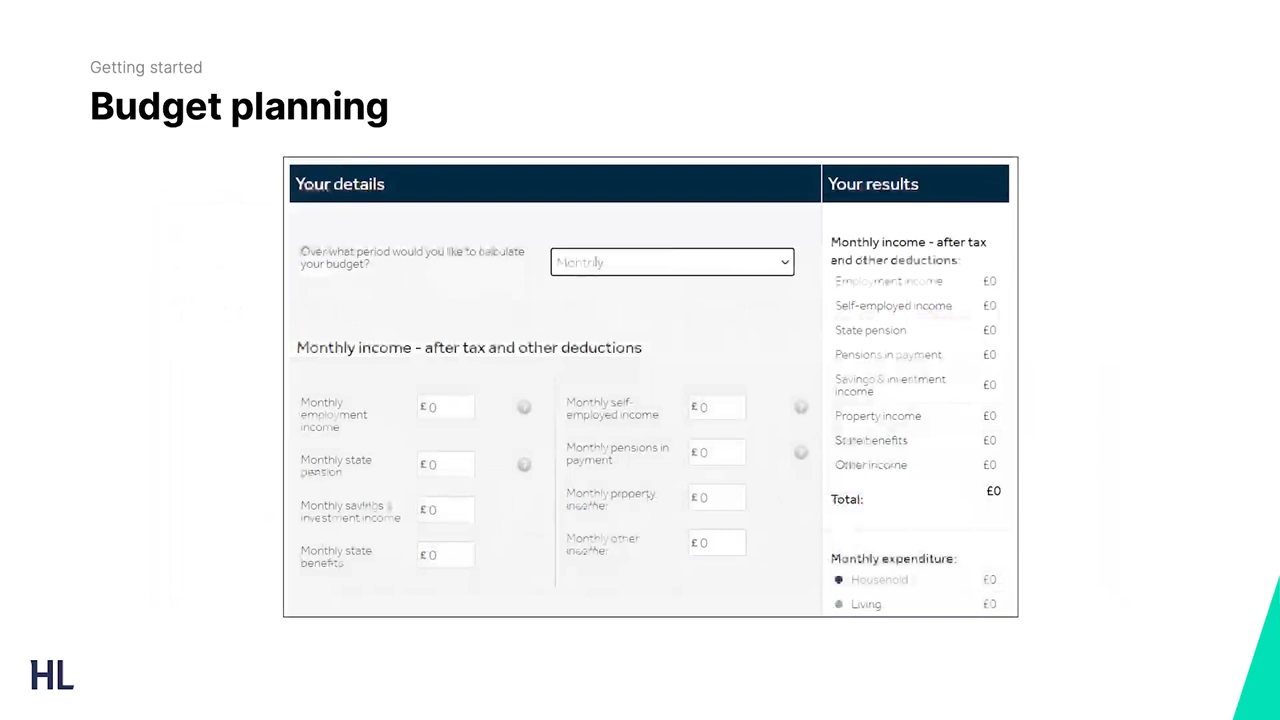 Getting started
Budget planning
Your details
Over what period would you like to calculate
your budget?
Monthly
Monthly income - after tax and other deductions
Monthly
employment
income
£ 0
Monthly state
pension
£ 0
Monthly savings &
investment income
£ 0
Monthly state
benefits
£ 0
Monthly self-
employed income
£ 0
Monthly pensions in
payment
£ 0
Monthly property
income
£ 0
Monthly other
income
£ 0
Your results
Monthly income - after tax
and other deductions:
Employment income £0
Self-employed income £0
State pension £0
Pensions in payment £0
Savings & investment
income £0
Property income £0
State benefits £0
Other income £0
Total: £0
Monthly expenditure:
Household £0
Living £0
HL